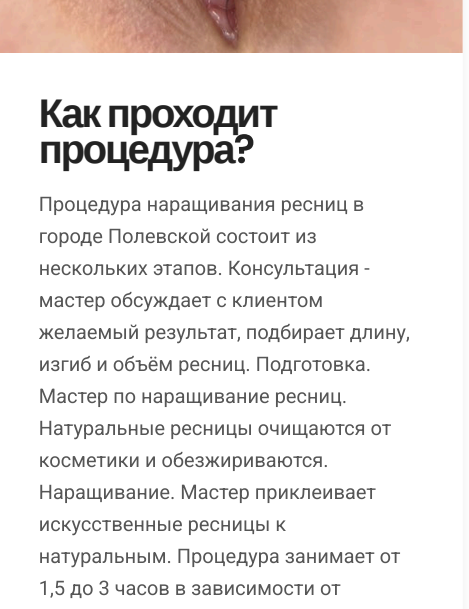 Как проходит
процедура?
Процедура наращивания ресниц в
городе Полевской состоит из
нескольких этапов. Консультация -
мастер обсуждает с клиентом
желаемый результат, подбирает длину,
изгиб и объём ресниц. Подготовка.
Мастер по наращивание ресниц.
Натуральные ресницы очищаются от
косметики и обезжириваются.
Наращивание. Мастер приклеивает
искусственные ресницы к
натуральным. Процедура занимает от
1,5 до 3 часов в зависимости от